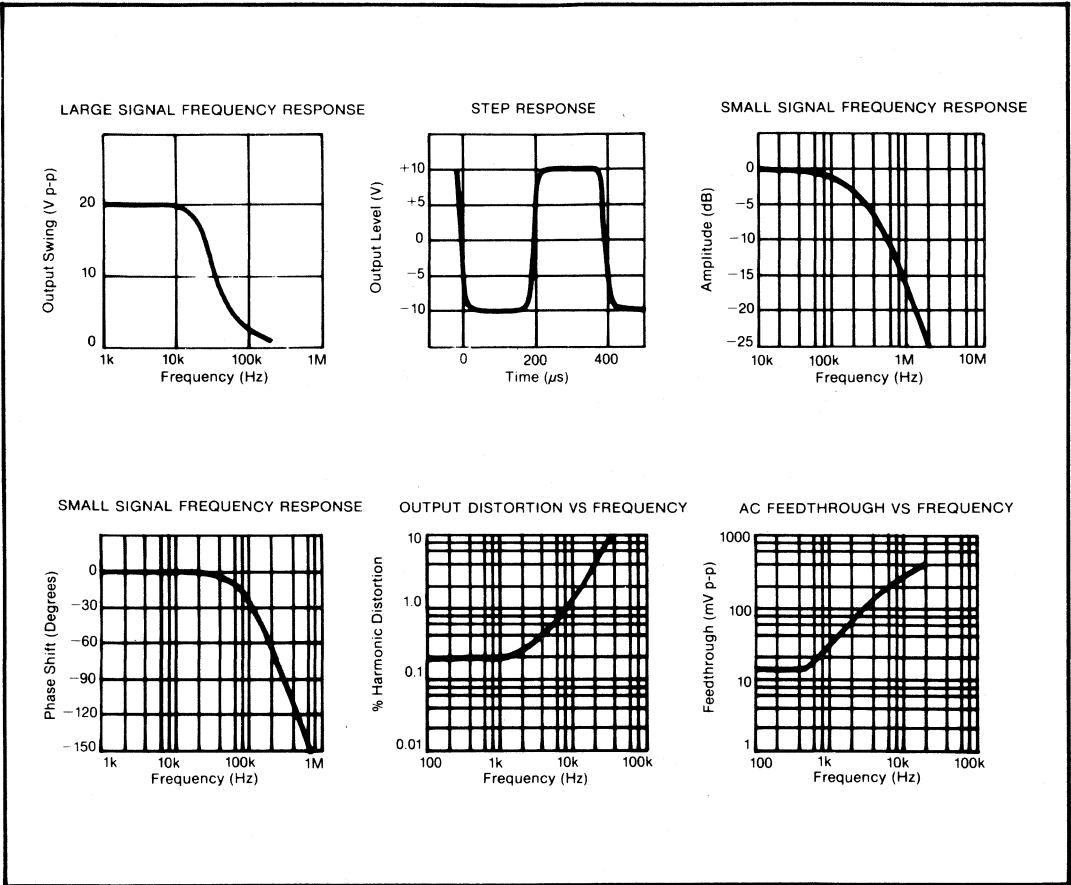 LARGE SIGNAL FREQUENCY RESPONSE
Output Swing (V p-p)
20
10
0
1k 10k 100k 1M
Frequency (Hz)
STEP RESPONSE
Output Level (V)
+10
+5
0
−5
−10
0 200 400
Time (μs)
SMALL SIGNAL FREQUENCY RESPONSE
Amplitude (dB)
0
−5
−10
−15
−20
−25
10k 100k 1M 10M
Frequency (Hz)
SMALL SIGNAL FREQUENCY RESPONSE
Phase Shift (Degrees)
0
−30
−60
−90
−120
−150
1k 10k 100k 1M
Frequency (Hz)
OUTPUT DISTORTION VS FREQUENCY
% Harmonic Distortion
10
1.0
0.1
0.01
100 1k 10k 100k
Frequency (Hz)
AC FEEDTHROUGH VS FREQUENCY
Feedthrough (mV p-p)
1000
100
10
1
100 1k 10k 100k
Frequency (Hz)